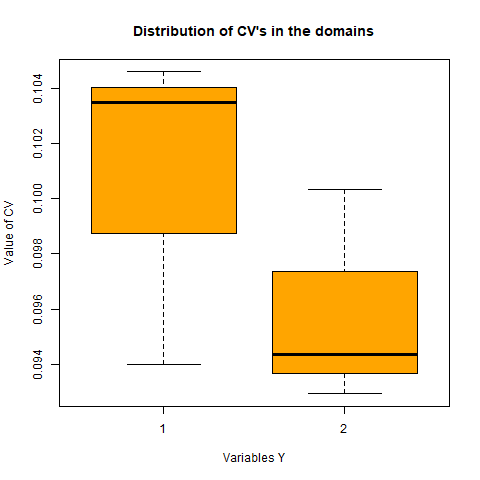 Distribution of CV's in the domains
Value of CV
0.104
0.102
0.100
0.098
0.096
0.094
1
2
Variables Y